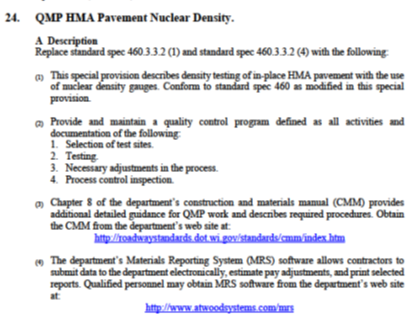 24. QMP HMA Pavement Nuclear Density.
A Description
Replace standard spec 460.3.3.2 (1) and standard spec 460.3.3.2 (4) with the following:
(1) This special provision describes density testing of in-place HMA pavement with the use
of nuclear density gauges. Conform to standard spec 460 as modified in this special
provision.
(2) Provide and maintain a quality control program defined as all activities and
documentation of the following:
1. Selection of test sites.
2. Testing.
3. Necessary adjustments in the process.
4. Process control inspection.
(3) Chapter 8 of the department's construction and materials manual (CMM) provides
additional detailed guidance for QMP work and describes required procedures. Obtain
the CMM from the department's web site at:
http://roadwaystandards.dot.wi.gov/standards/cmm/index.htm
(4) The department's Materials Reporting System (MRS) software allows contractors to
submit data to the department electronically, estimate pay adjustments, and print selected
reports. Qualified personnel may obtain MRS software from the department's web site
at:
http://www.atwoodsystems.com/mrs